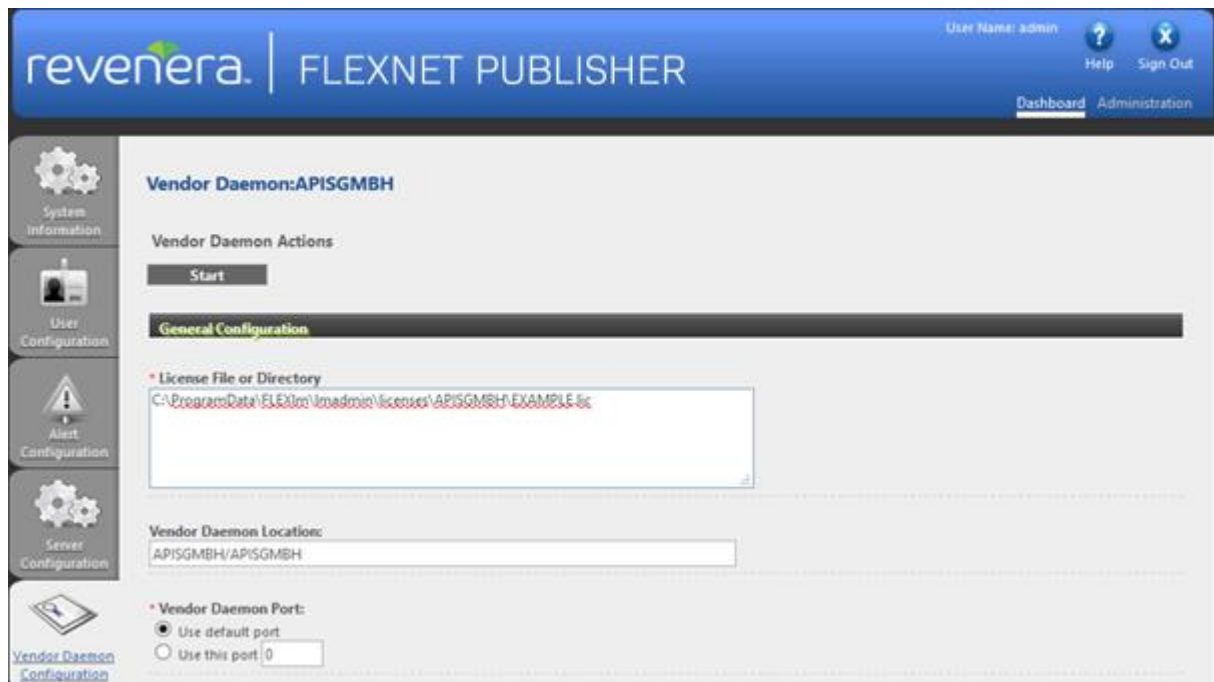 User Name: admin
Help
Sign Out
revenera. | FLEXNET PUBLISHER
Dashboard Administration
System
Information
User
Configuration
Alert
Configuration
Server
Configuration
Vendor Daemon
Configuration
Vendor Daemon:APISGMBH
Vendor Daemon Actions
Start
General Configuration
* License File or Directory
C:\ProgramData\FLEXlm\lmadmin\licenses\APISGMBH\EXAMPLE.lic
Vendor Daemon Location:
APISGMBH/APISGMBH
* Vendor Daemon Port:
Use default port
Use this port 0